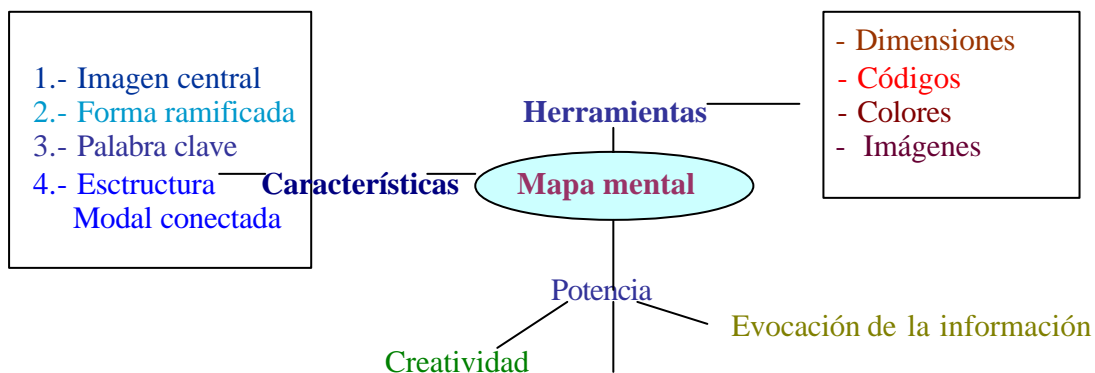 1.- Imagen central
2.- Forma ramificada
3.- Palabra clave
4.- Esctructura
Modal conectada
Características
Mapa mental
Herramientas
- Dimensiones
- Códigos
- Colores
- Imágenes
Potencia
Creatividad
Evocación de la información